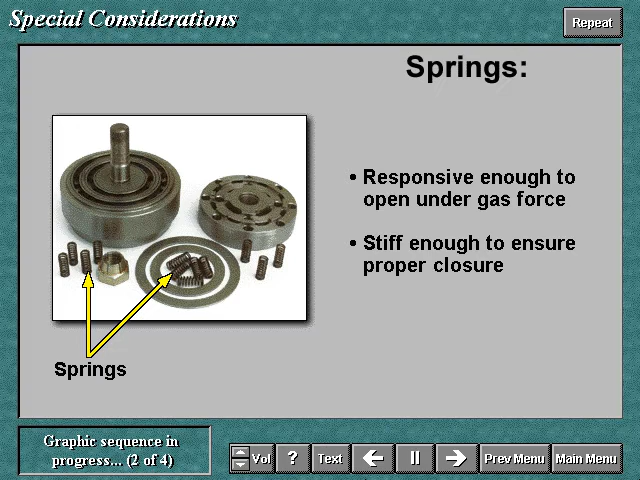 Special Considerations
Repeat
Springs:
• Responsive enough to
open under gas force
• Stiff enough to ensure
proper closure
Springs
Graphic sequence in
progress... (2 of 4)
Vol
?
Text
Prev Menu
Main Menu